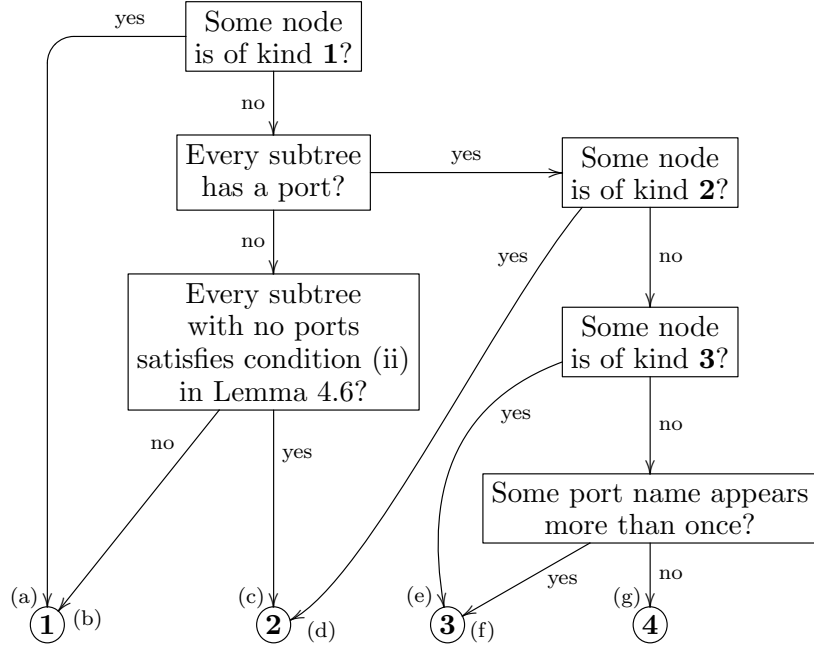 yes
Some node
is of kind 1?
no
Every subtree
has a port?
yes
Some node
is of kind 2?
no
yes
no
Every subtree
with no ports
satisfies condition (ii)
in Lemma 4.6?
Some node
is of kind 3?
no
yes
yes
no
Some port name appears
more than once?
yes
no
(a)
1
(b)
(c)
2
(d)
(e)
3
(f)
(g)
4